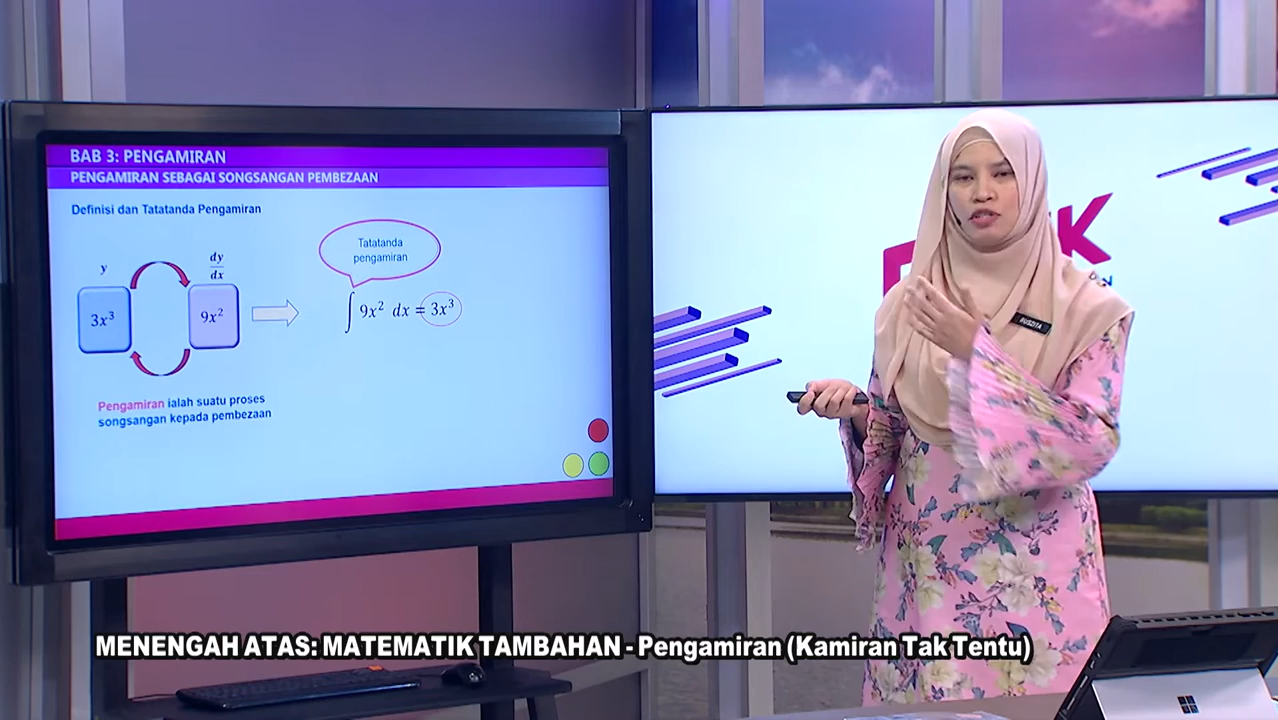 BAB 3: PENGAMIRAN
PENGAMIRAN SEBAGAI SONGSANGAN PEMBEZAAN
Definisi dan Tatatanda Pengamiran
Tatatanda
pengamiran
y
dy
dx
3x³
9x²
∫ 9x² dx = 3x³
Pengamiran ialah suatu proses
songsangan kepada pembezaan
RUSZITA
MENENGAH ATAS: MATEMATIK TAMBAHAN - Pengamiran (Kamiran Tak Tentu)